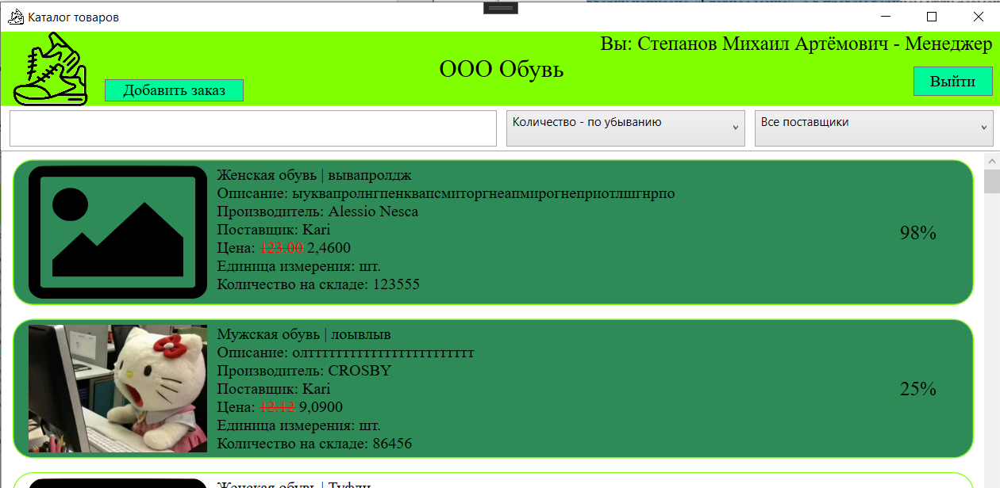 Каталог товаров
Вы: Степанов Михаил Артёмович - Менеджер
ООО Обувь
Добавить заказ
Выйти
Количество - по убыванию
Все поставщики
Женская обувь | вывапролдж
Описание: ыуквапролнгпенквапсмиторгнеапмирогнеприотлшгнрпо
Производитель: Alessio Nesca
Поставщик: Kari
Цена: 123.00 2,4600
Единица измерения: шт.
Количество на складе: 123555
98%
Мужская обувь | лоывлыв
Описание: олттттттттттттттттттттттттт
Производитель: CROSBY
Поставщик: Kari
Цена: 12.12 9,0900
Единица измерения: шт.
Количество на складе: 86456
25%
Женская обувь | Туфли